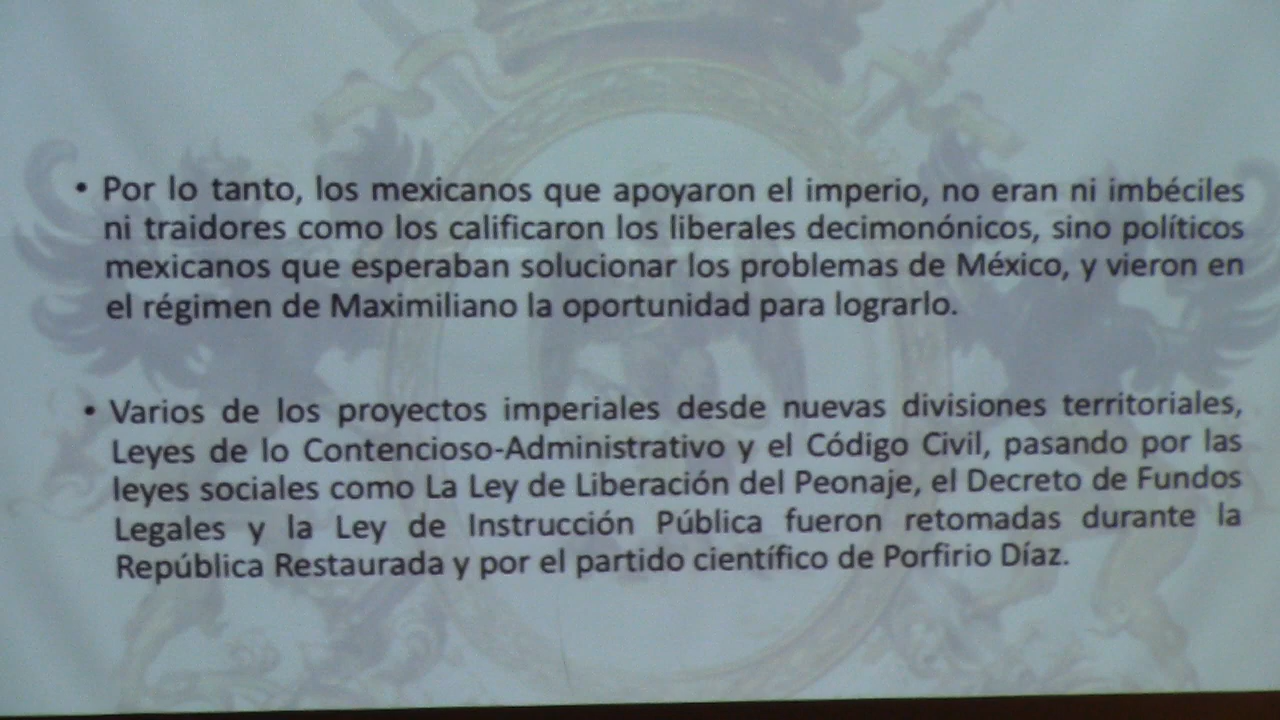 • Por lo tanto, los mexicanos que apoyaron el imperio, no eran ni imbéciles
ni traidores como los calificaron los liberales decimonónicos, sino políticos
mexicanos que esperaban solucionar los problemas de México, y vieron en
el régimen de Maximiliano la oportunidad para lograrlo.
• Varios de los proyectos imperiales desde nuevas divisiones territoriales,
Leyes de lo Contencioso-Administrativo y el Código Civil, pasando por las
leyes sociales como La Ley de Liberación del Peonaje, el Decreto de Fundos
Legales y la Ley de Instrucción Pública fueron retomadas durante la
República Restaurada y por el partido científico de Porfirio Díaz.